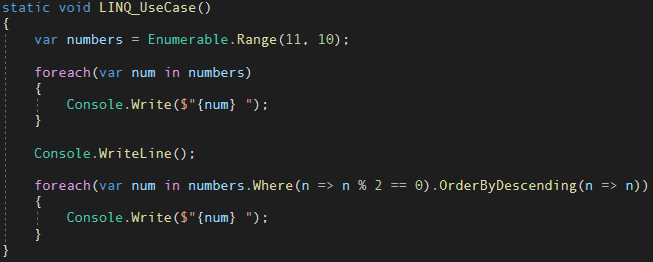 static void LINQ_UseCase()
{
    var numbers = Enumerable.Range(11, 10);

    foreach(var num in numbers)
    {
        Console.Write($"{num} ");
    }

    Console.WriteLine();

    foreach(var num in numbers.Where(n => n % 2 == 0).OrderByDescending(n => n))
    {
        Console.Write($"{num} ");
    }
}